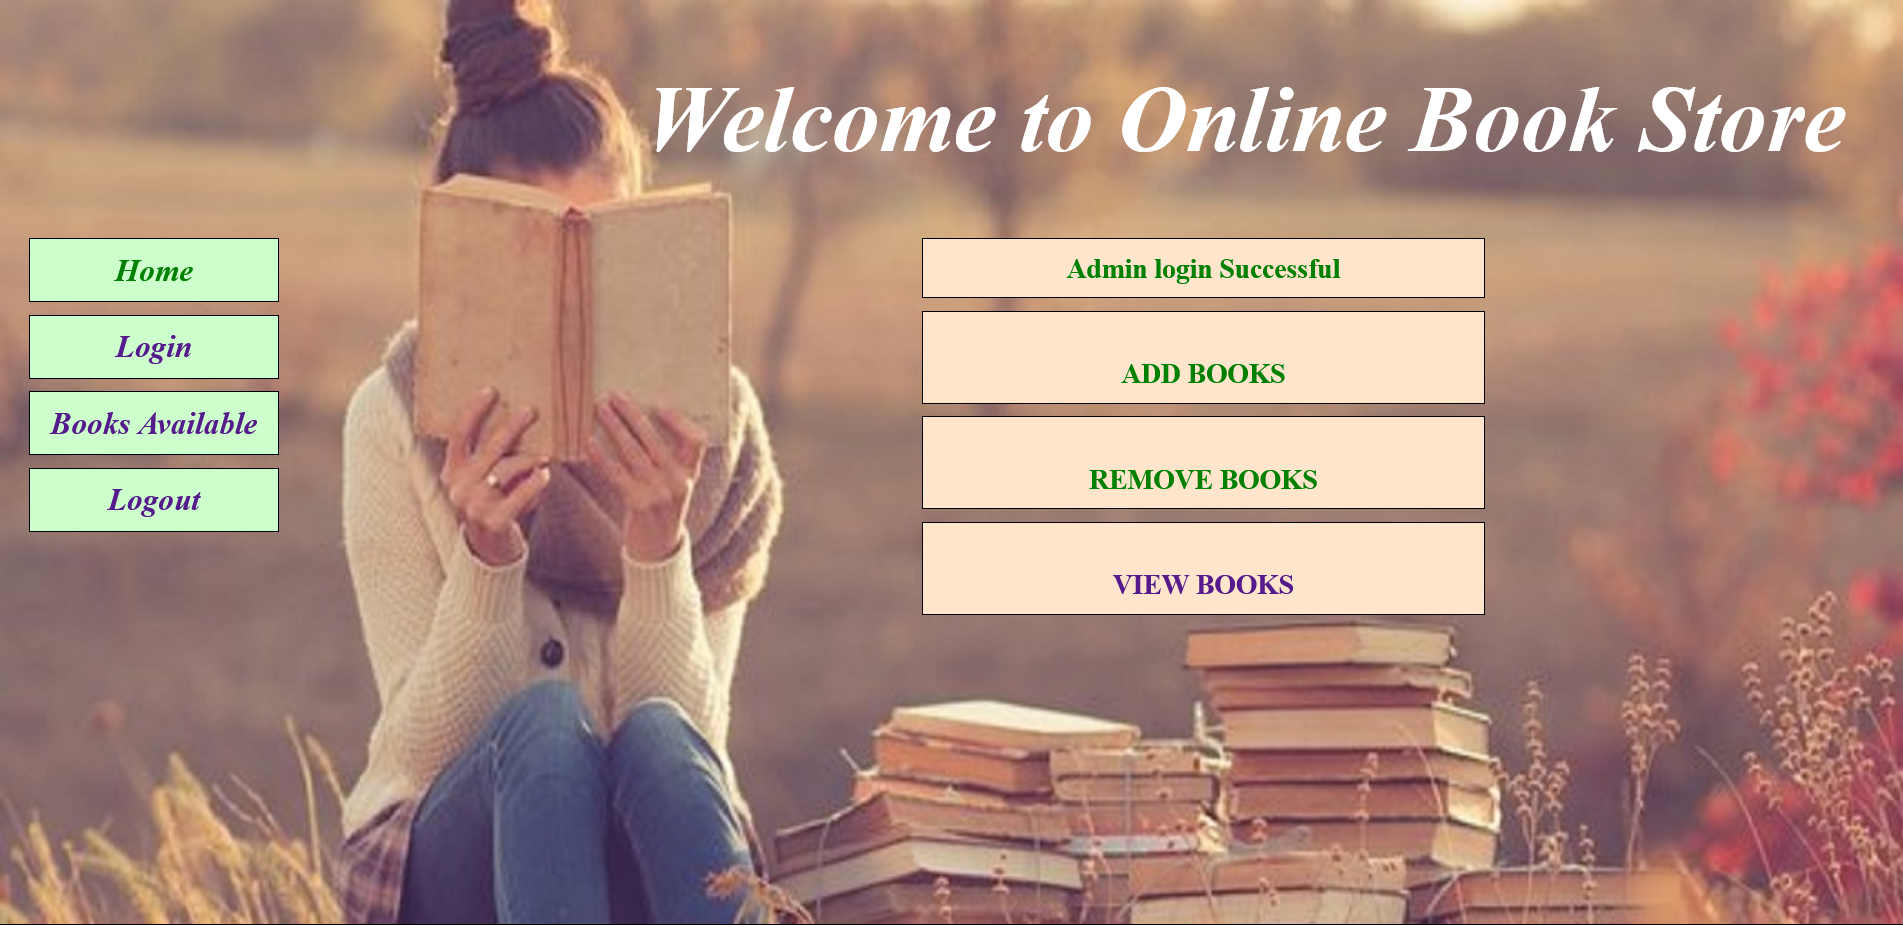 Welcome to Online Book Store
Home
Login
Books Available
Logout
Admin login Successful
ADD BOOKS
REMOVE BOOKS
VIEW BOOKS